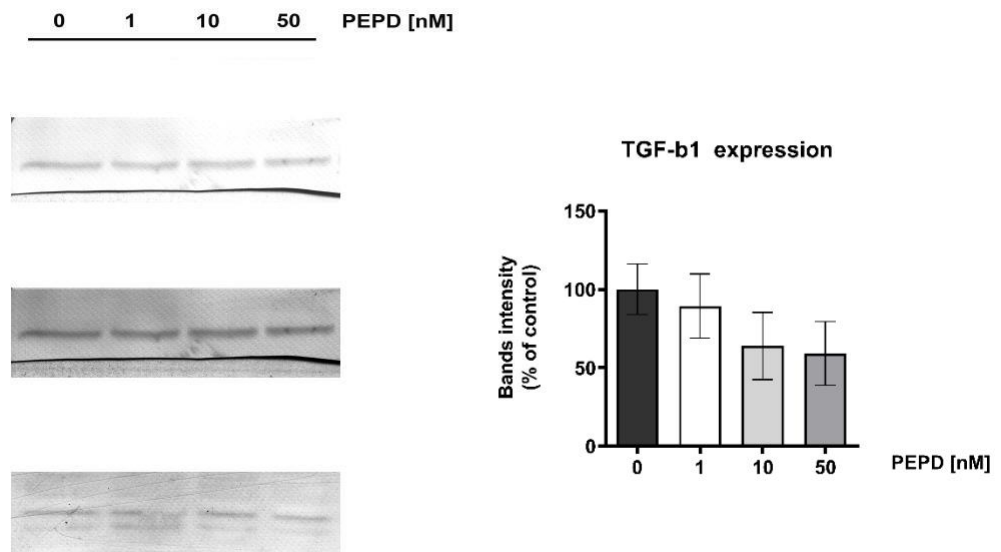 0 1 10 50 PEPD [nM]
TGF-b1 expression
Bands intensity
(% of control)
150
100
50
0
0 1 10 50 PEPD [nM]